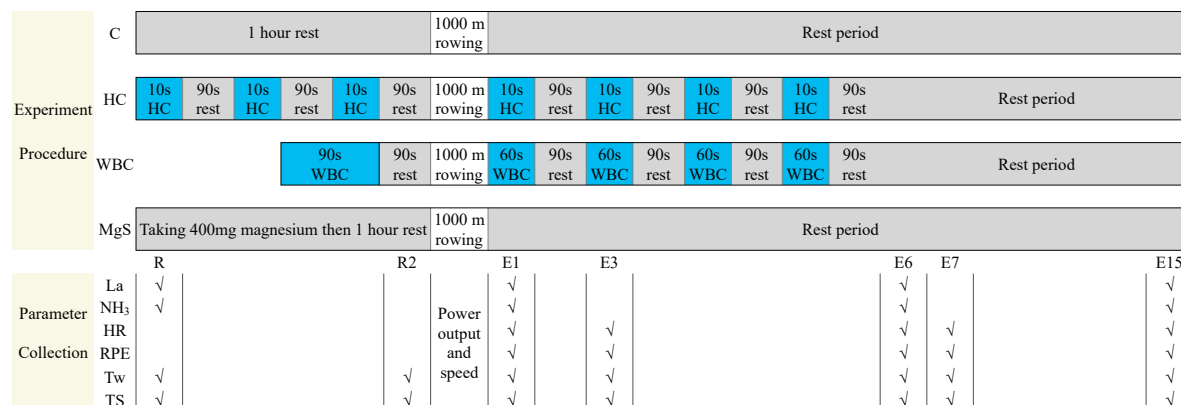 C 1 hour rest 1000 m rowing Rest period
Experiment Procedure
HC 10s HC 90s rest 10s HC 90s rest 10s HC 90s rest 1000 m rowing 10s HC 90s rest 10s HC 90s rest 10s HC 90s rest 10s HC 90s rest Rest period
WBC 90s WBC 90s rest 1000 m rowing 60s WBC 90s rest 60s WBC 90s rest 60s WBC 90s rest 60s WBC 90s rest Rest period
MgS Taking 400mg magnesium then 1 hour rest 1000 m rowing Rest period
R R2 E1 E3 E6 E7 E15
Parameter Collection
La √ √ √ √
NH₃ √ √ √ √
HR √ √ √ √ √
RPE √ √ √ √ √
Tw √ √ √ √ √ √ √
TS √ √ √ √ √ √ √
Power output and speed